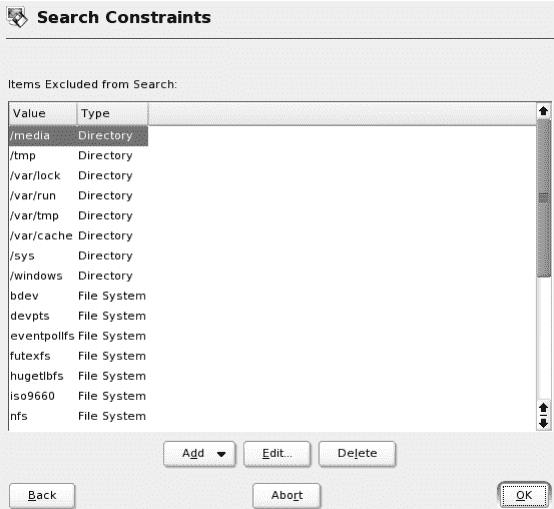 Search Constraints
Items Excluded from Search:
Value Type
/media Directory
/tmp Directory
/var/lock Directory
/var/run Directory
/var/tmp Directory
/var/cache Directory
/sys Directory
/windows Directory
bdev File System
devpts File System
eventpollfs File System
futexfs File System
hugetlbfs File System
iso9660 File System
nfs File System
Add Edit... Delete
Back Abort OK